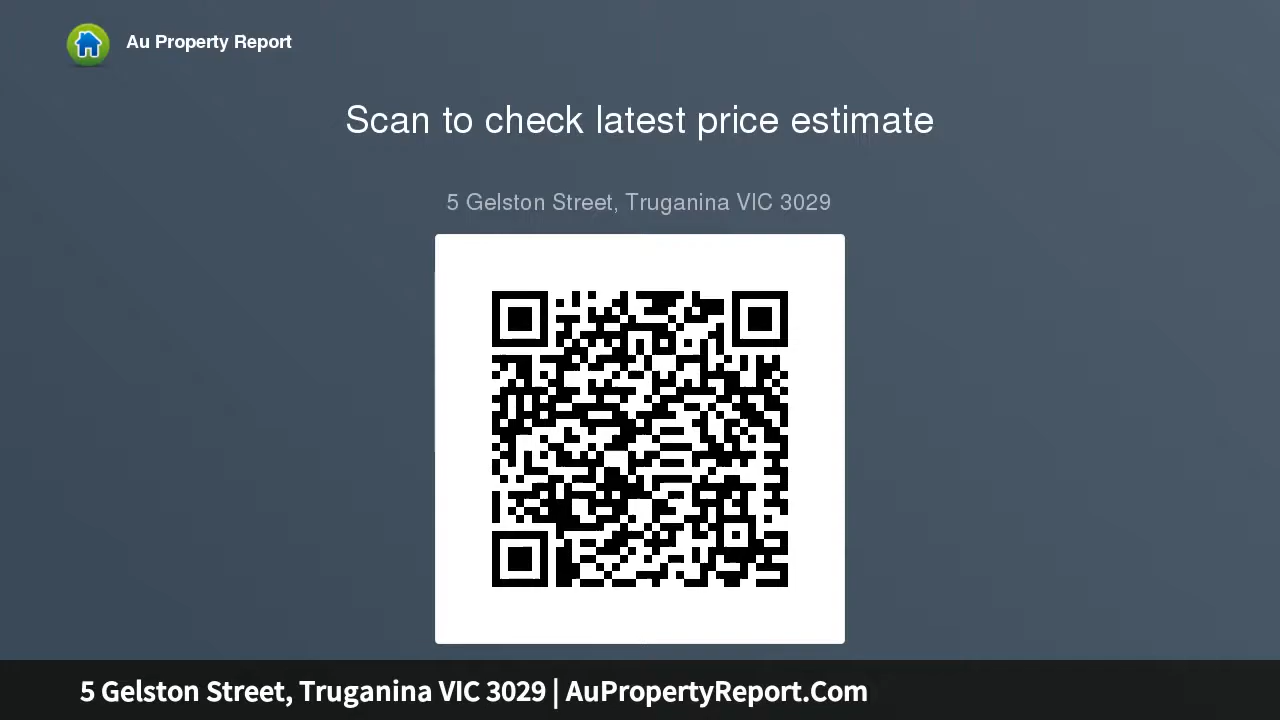 Au Property Report
Scan to check latest price estimate
5 Gelston Street, Truganina VIC 3029
5 Gelston Street, Truganina VIC 3029 | AuPropertyReport.Com